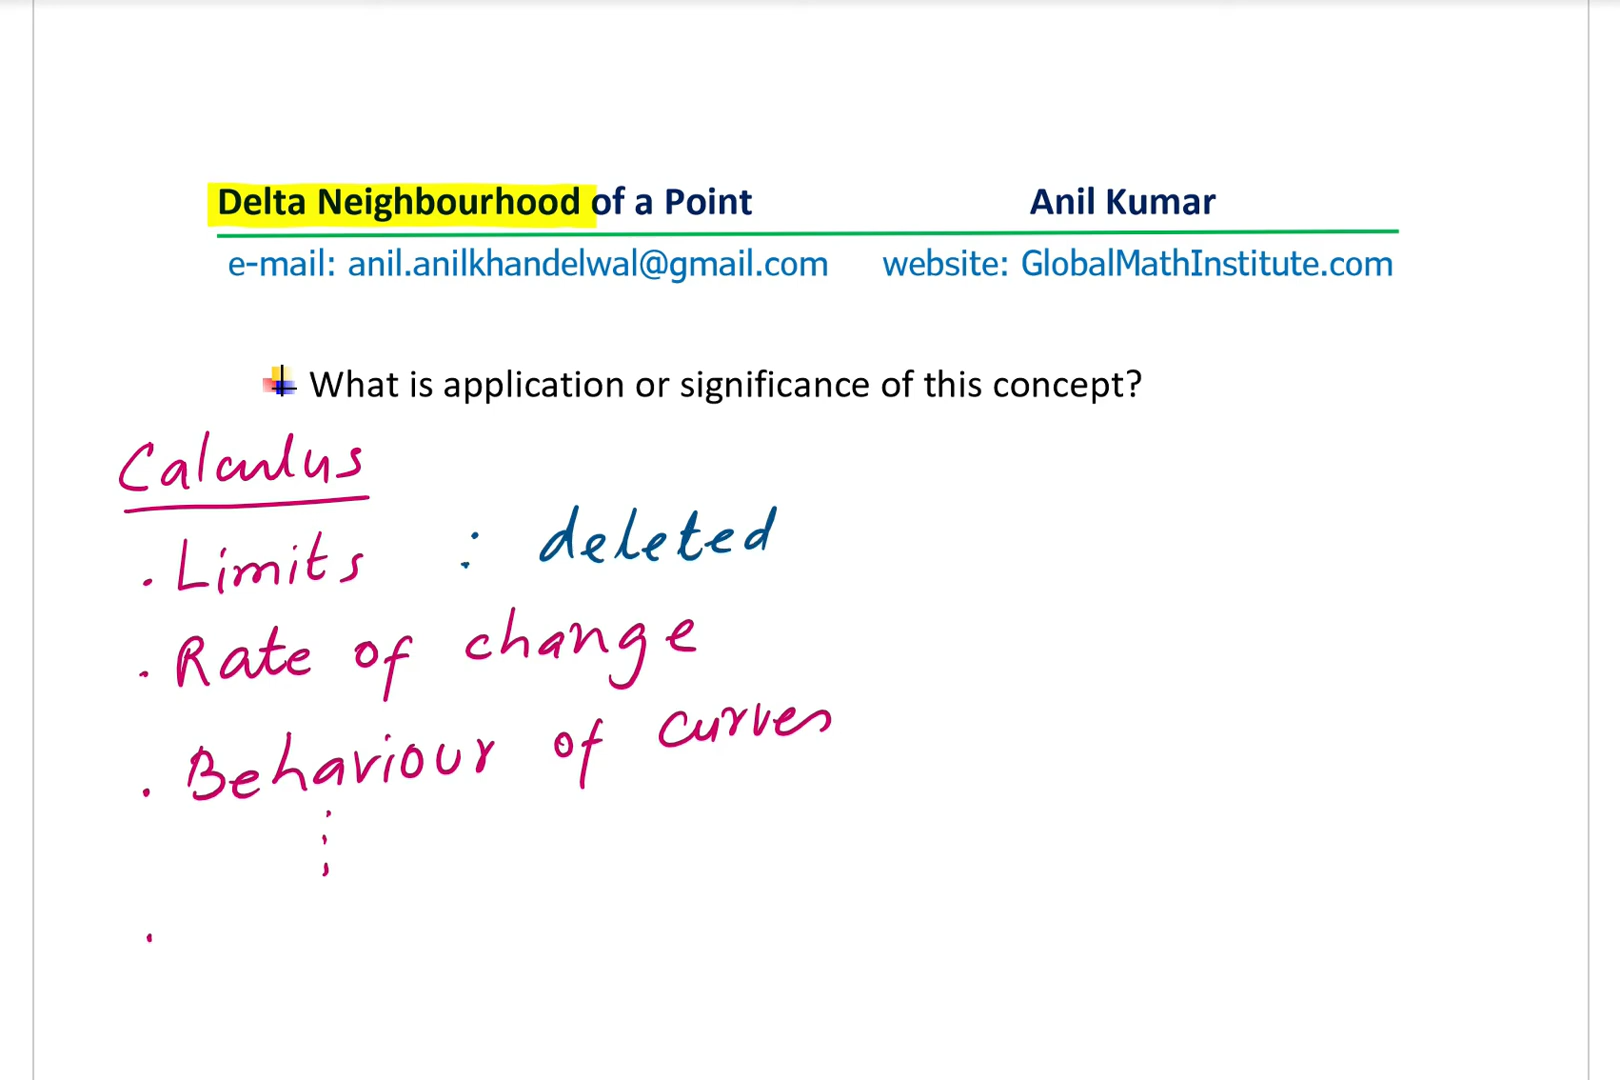 Delta Neighbourhood of a Point Anil Kumar
e-mail: anil.anilkhandelwal@gmail.com website: GlobalMathInstitute.com
What is application or significance of this concept?
Calculus
. Limits : deleted
. Rate of change
. Behaviour of curves